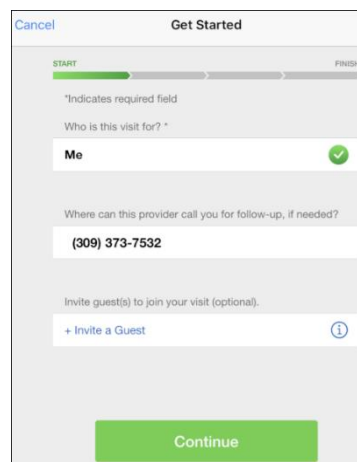 Cancel Get Started
START FINISH
*Indicates required field
Who is this visit for? *
Me
Where can this provider call you for follow-up, if needed?
(309) 373-7532
Invite guest(s) to join your visit (optional).
+ Invite a Guest
Continue